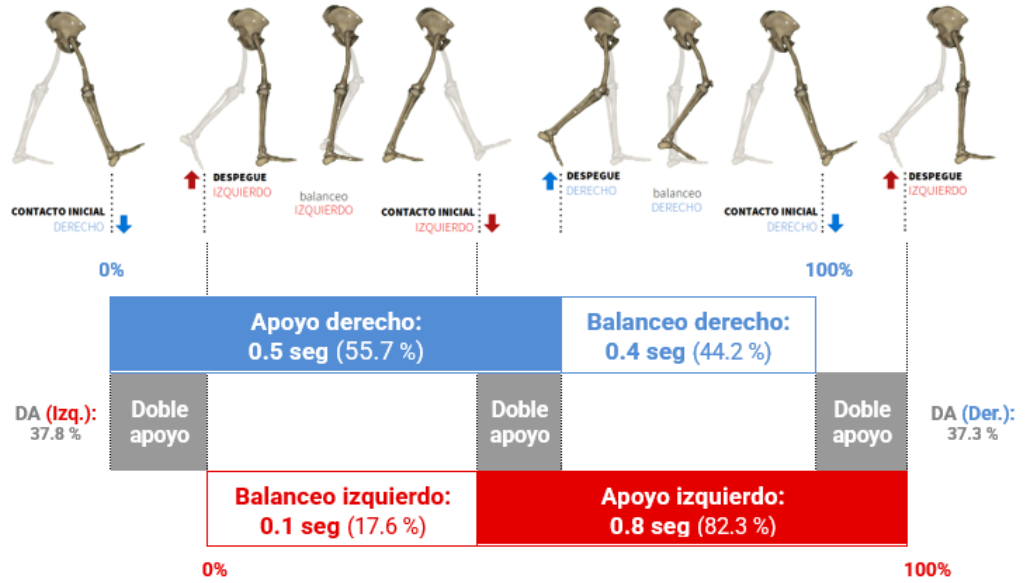 DESPEGUE
IZQUIERDO
balanceo
IZQUIERDO
DESPEGUE
DERECHO
balanceo
DERECHO
DESPEGUE
IZQUIERDO
CONTACTO INICIAL
DERECHO
CONTACTO INICIAL
IZQUIERDO
CONTACTO INICIAL
DERECHO
0%
100%
Apoyo derecho:
0.5 seg (55.7 %)
Balanceo derecho:
0.4 seg (44.2 %)
DA (Izq.):
37.8 %
Doble
apoyo
Doble
apoyo
Doble
apoyo
DA (Der.):
37.3 %
Balanceo izquierdo:
0.1 seg (17.6 %)
Apoyo izquierdo:
0.8 seg (82.3 %)
0%
100%